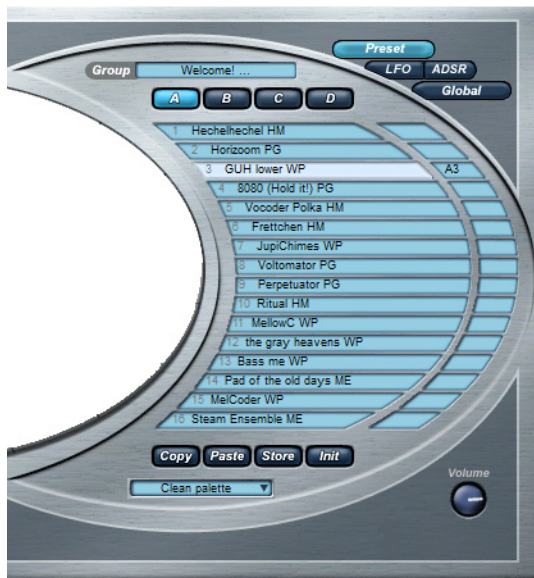 Preset
Group Welcome! ...
LFO ADSR
Global
A B C D
1 Hechelhechel HM
2 Horizoom PG
3 GUH lower WP A3
4 8080 (Hold it!) PG
5 Vocoder Polka HM
6 Frettchen HM
7 JupiChimes WP
8 Voltomator PG
9 Perpetuator PG
10 Ritual HM
11 MellowC WP
12 the gray heavens WP
13 Bass me WP
14 Pad of the old days ME
15 MelCoder WP
16 Steam Ensemble ME
Copy Paste Store Init
Volume
Clean palette